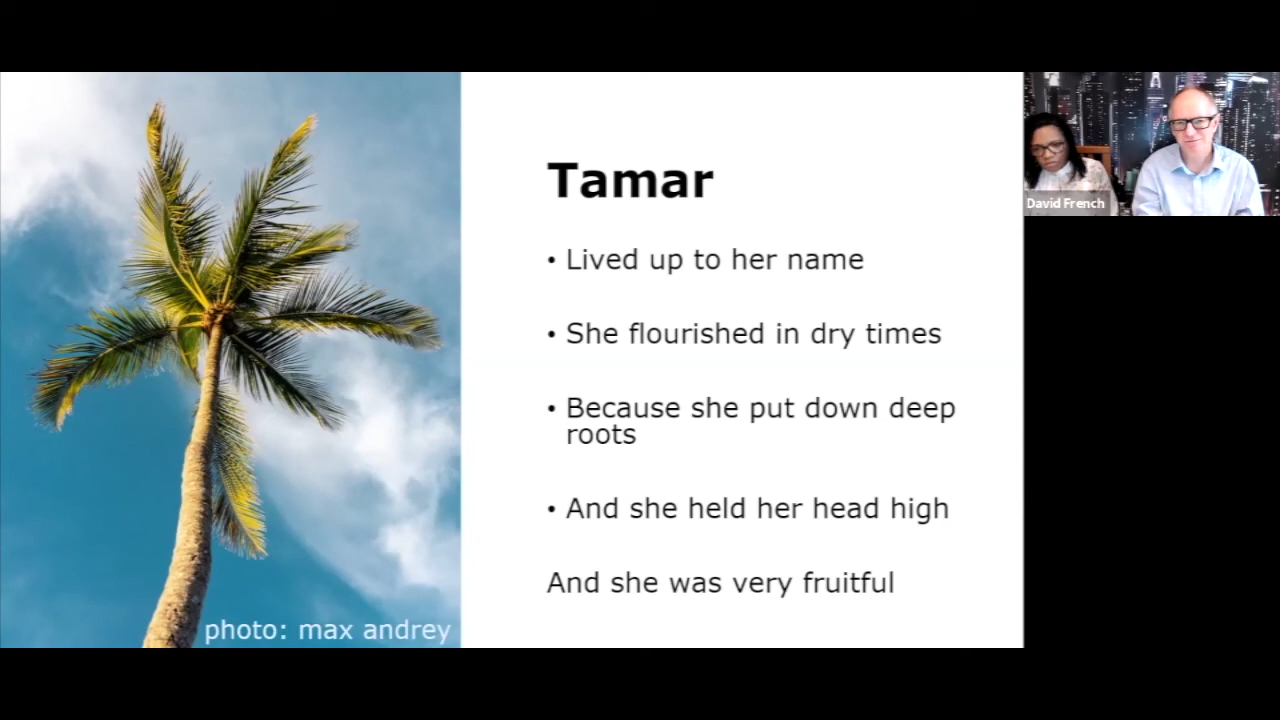 Tamar
• Lived up to her name
• She flourished in dry times
• Because she put down deep
roots
• And she held her head high
And she was very fruitful
photo: max andrey
David French